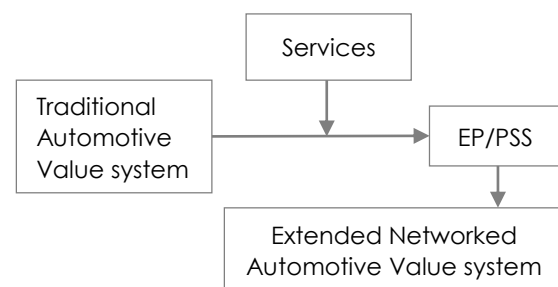 Services
Traditional
Automotive
Value system
EP/PSS
Extended Networked
Automotive Value system